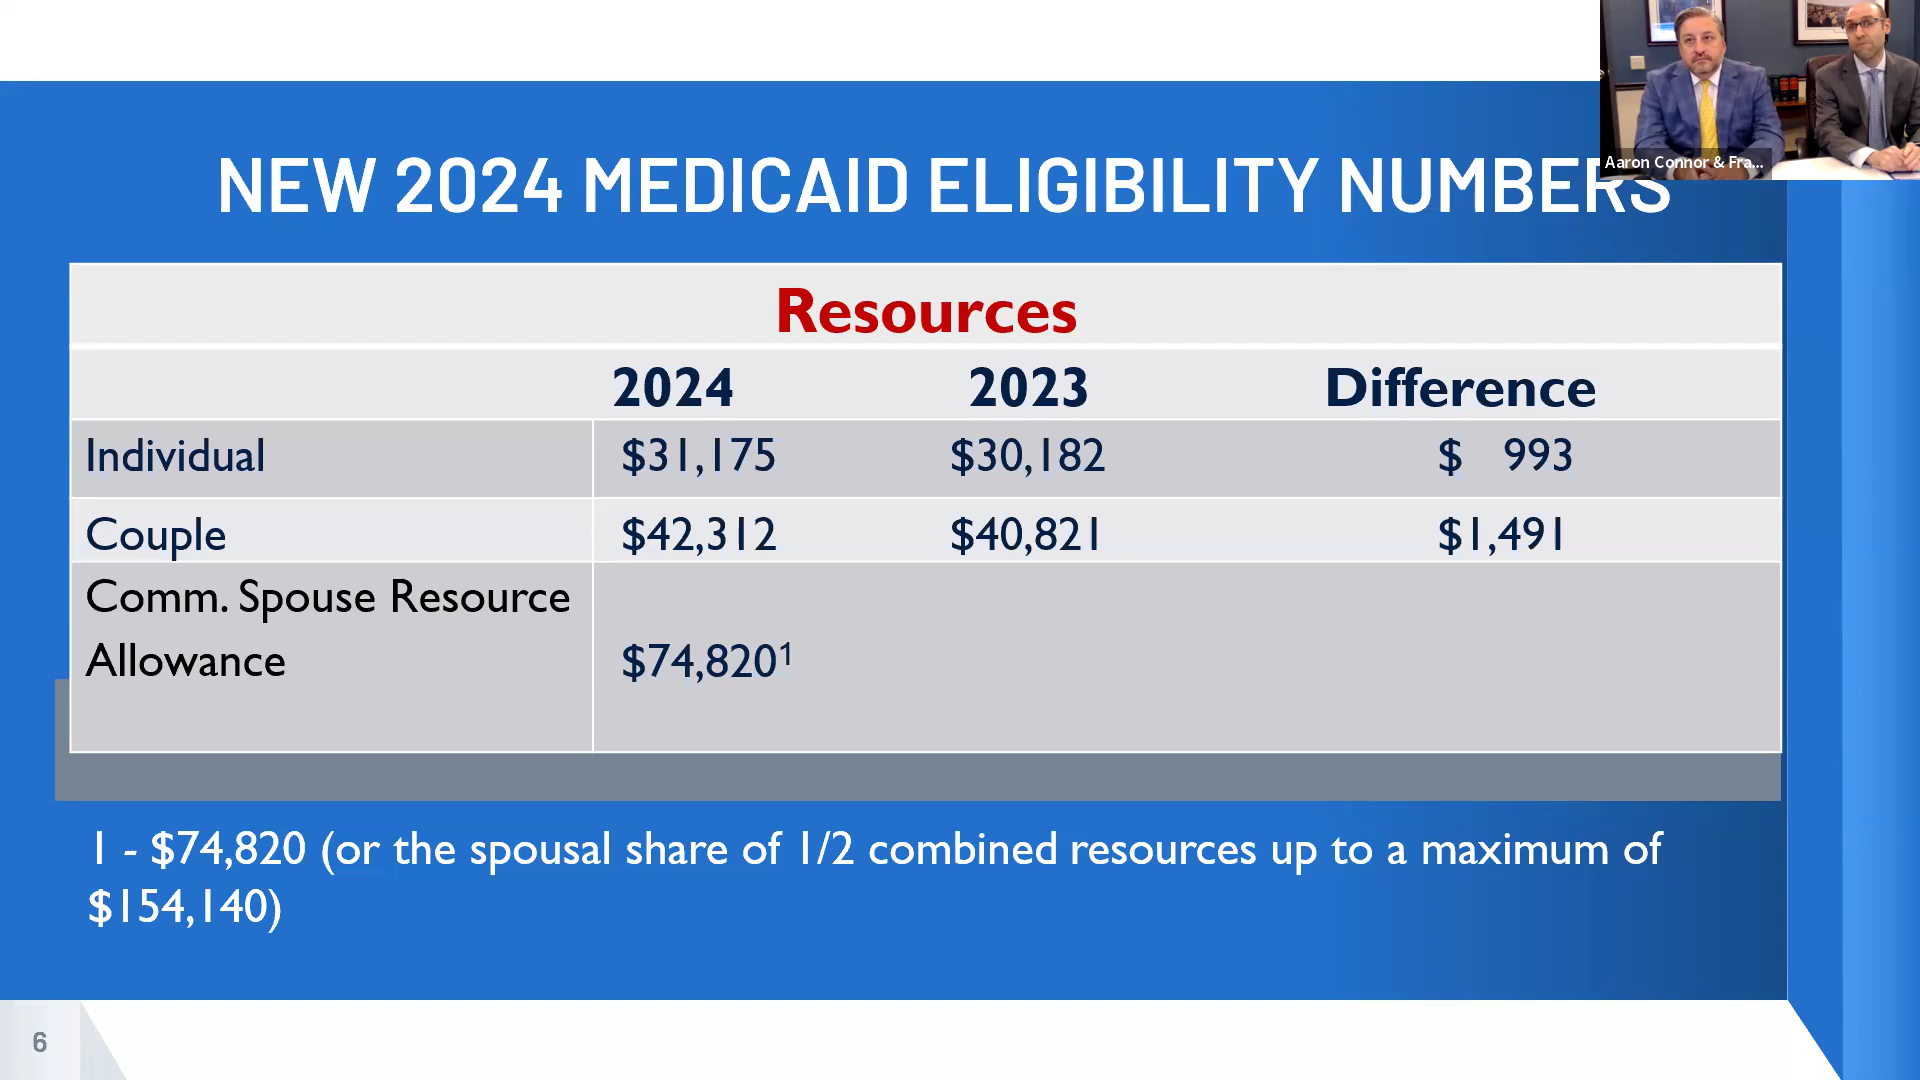 Aaron Connor & Fra...
NEW 2024 MEDICAID ELIGIBILITY NUMBERS
Resources
2024 2023 Difference
Individual $31,175 $30,182 $ 993
Couple $42,312 $40,821 $1,491
Comm. Spouse Resource
Allowance $74,820¹
1 - $74,820 (or the spousal share of 1/2 combined resources up to a maximum of
$154,140)
6